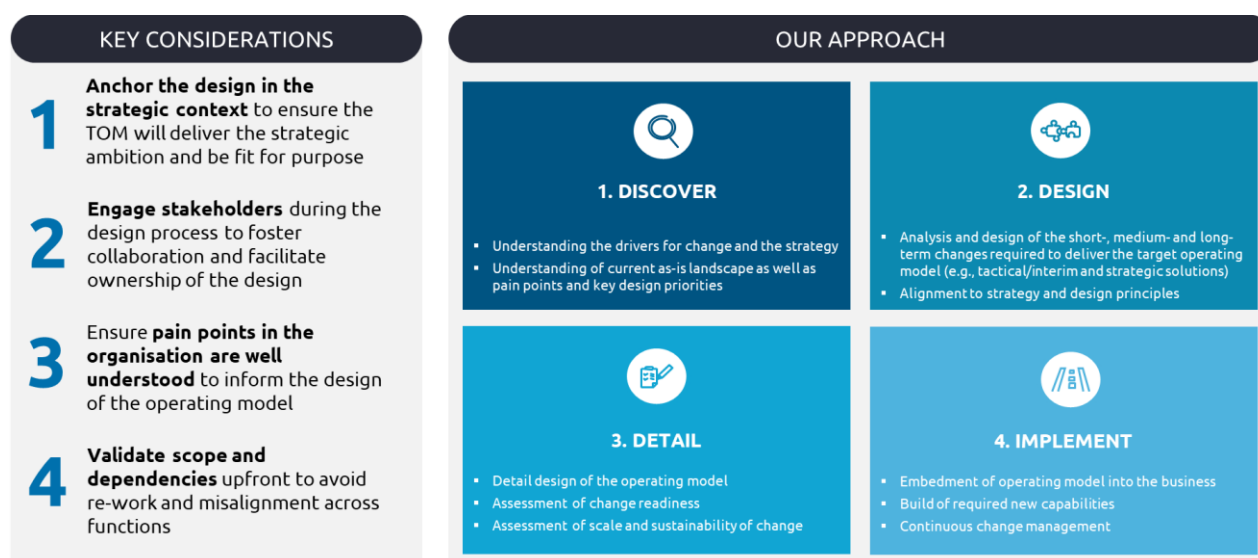 KEY CONSIDERATIONS
1
Anchor the design in the
strategic context to ensure the
TOM will deliver the strategic
ambition and be fit for purpose
2
Engage stakeholders during the
design process to foster
collaboration and facilitate
ownership of the design
3
Ensure pain points in the
organisation are well
understood to inform the design
of the operating model
4
Validate scope and
dependencies upfront to avoid
re-work and misalignment across
functions
OUR APPROACH
1. DISCOVER
▪ Understanding the drivers for change and the strategy
▪ Understanding of current as-is landscape as well as
pain points and key design priorities
2. DESIGN
▪ Analysis and design of the short-, medium- and long-
term changes required to deliver the target operating
model (e.g., tactical/interim and strategic solutions)
▪ Alignment to strategy and design principles
3. DETAIL
▪ Detail design of the operating model
▪ Assessment of change readiness
▪ Assessment of scale and sustainability of change
4. IMPLEMENT
▪ Embedment of operating model into the business
▪ Build of required new capabilities
▪ Continuous change management